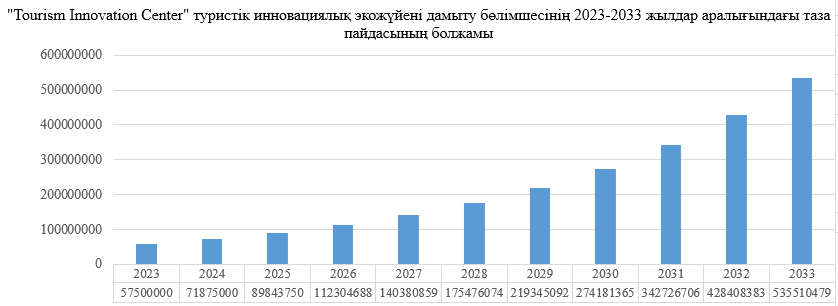 "Tourism Innovation Center" туристік инновациялық экожүйені дамыту бөлімшесінің 2023-2033 жылдар аралығындағы таза
пайдасының болжамы
600000000
500000000
400000000
300000000
200000000
100000000
0
2023 2024 2025 2026 2027 2028 2029 2030 2031 2032 2033
57500000 71875000 89843750 112304688 140380859 175476074 219345092 274181365 342726706 428408383 535510479